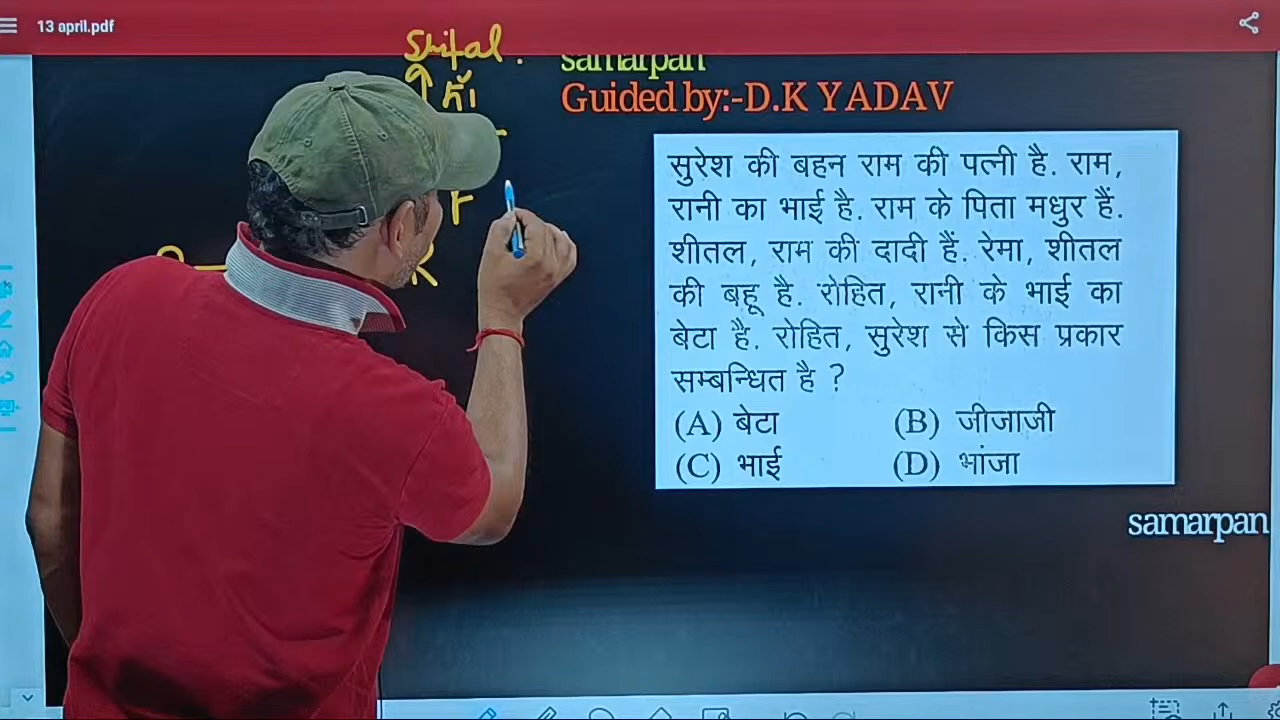 13 april.pdf
Shital.
samarpan
माँ
Guided by:-D.K YADAV
सुरेश की बहन राम की पत्नी है. राम,
रानी का भाई है. राम के पिता मधुर हैं.
शीतल, राम की दादी हैं. रेमा, शीतल
की बहू है. रोहित, रानी के भाई का
बेटा है. रोहित, सुरेश से किस प्रकार
सम्बन्धित है ?
(A) बेटा (B) जीजाजी
(C) भाई (D) भांजा
F
R
samarpan